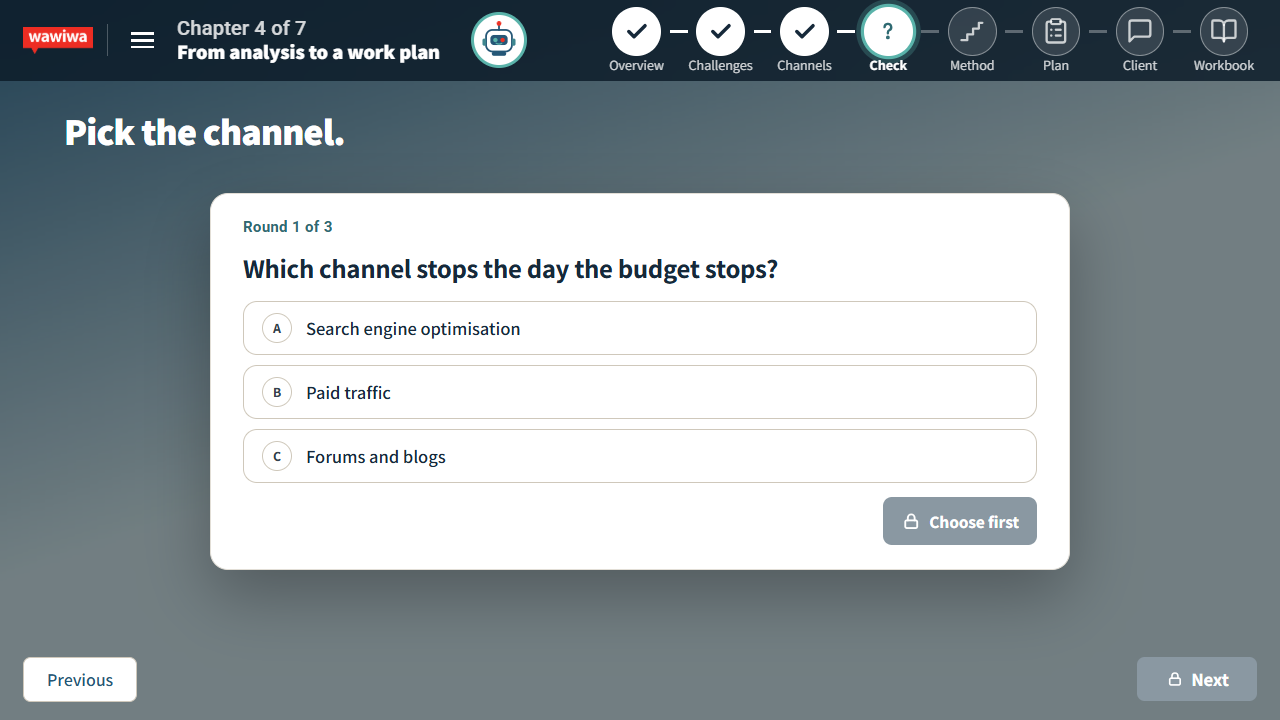 wawiwa
Chapter 4 of 7
From analysis to a work plan
Overview
Challenges
Channels
?
Check
Method
Plan
Client
Workbook
Pick the channel.
Round 1 of 3
Which channel stops the day the budget stops?
A Search engine optimisation
B Paid traffic
C Forums and blogs
Choose first
Previous
Next